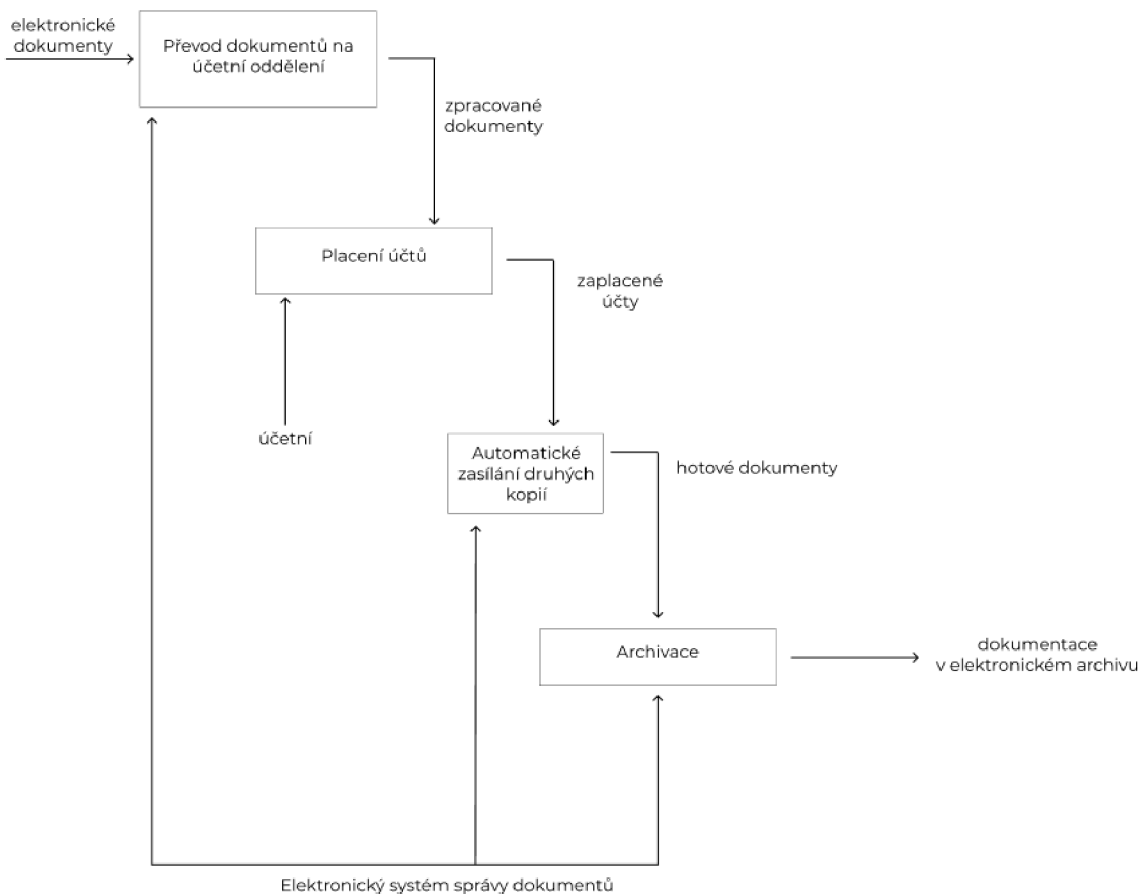 elektronické
dokumenty
Převod dokumentů na
účetní oddělení
zpracované
dokumenty
Placení účtů
zaplacené
účty
účetní
Automatické
zasílání druhých
kopií
hotové dokumenty
Archivace
dokumentace
v elektronickém archivu
Elektronický systém správy dokumentů